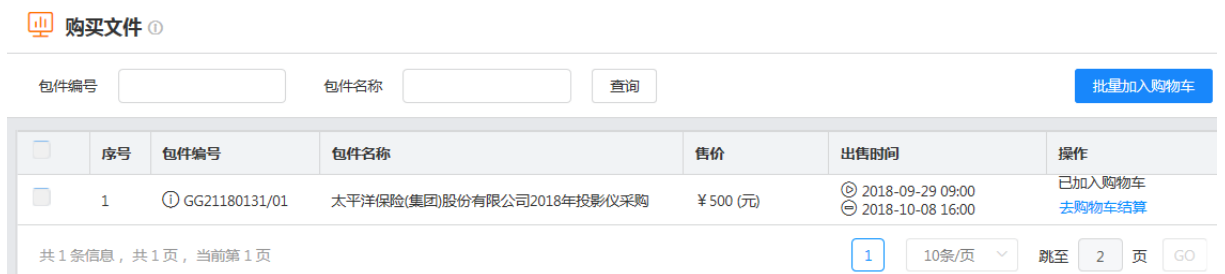 购买文件
包件编号 包件名称 查询 批量加入购物车
序号 包件编号 包件名称 售价 出售时间 操作
1 GG21180131/01 太平洋保险(集团)股份有限公司2018年投影仪采购 ¥500 (元) 2018-09-29 09:00 已加入购物车
2018-10-08 16:00 去购物车结算
共1条信息，共1页，当前第1页 1 10条/页 跳至 2 页 GO